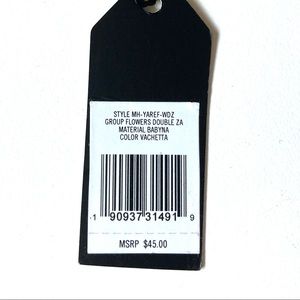 STYLE MH-YAREF-WDZ
GROUP FLOWERS DOUBLE ZA
MATERIAL BABYNA
COLOR VACHETTA
1 90937 31491 9
MSRP $45.00